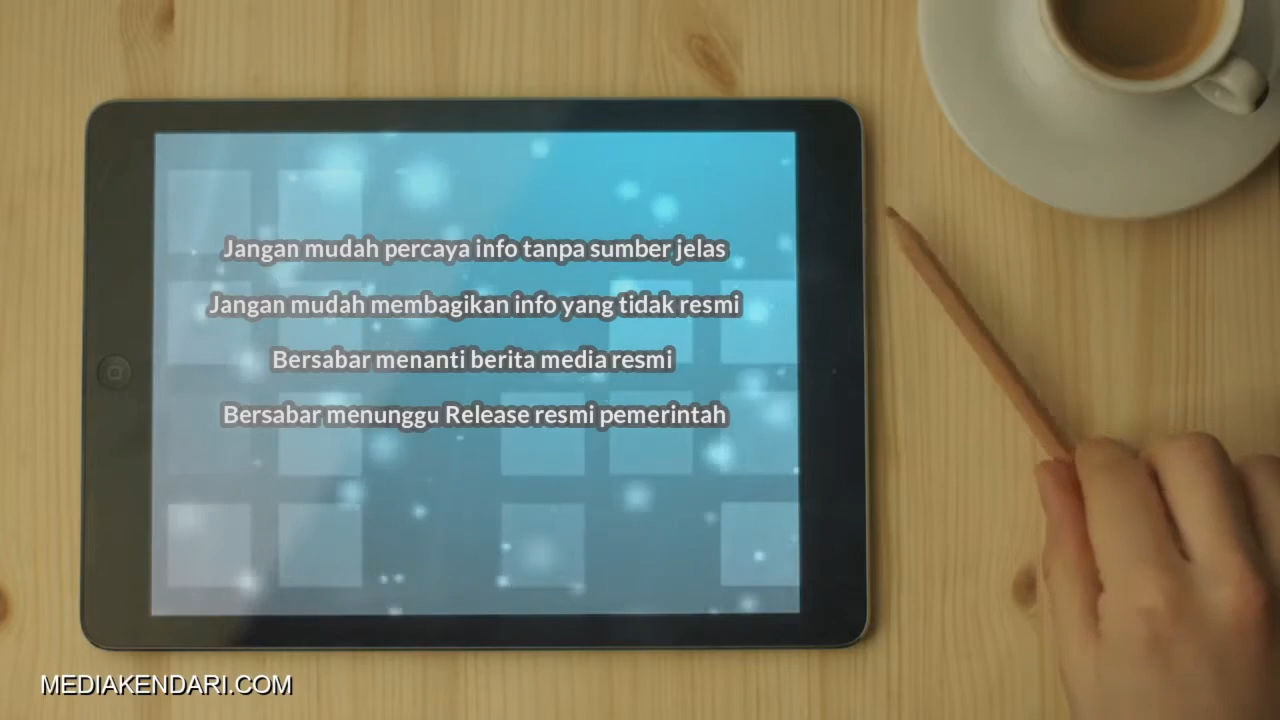 Jangan mudah percaya info tanpa sumber jelas
Jangan mudah membagikan info yang tidak resmi
Bersabar menanti berita media resmi
Bersabar menunggu Release resmi pemerintah
MEDIAKENDARI.COM